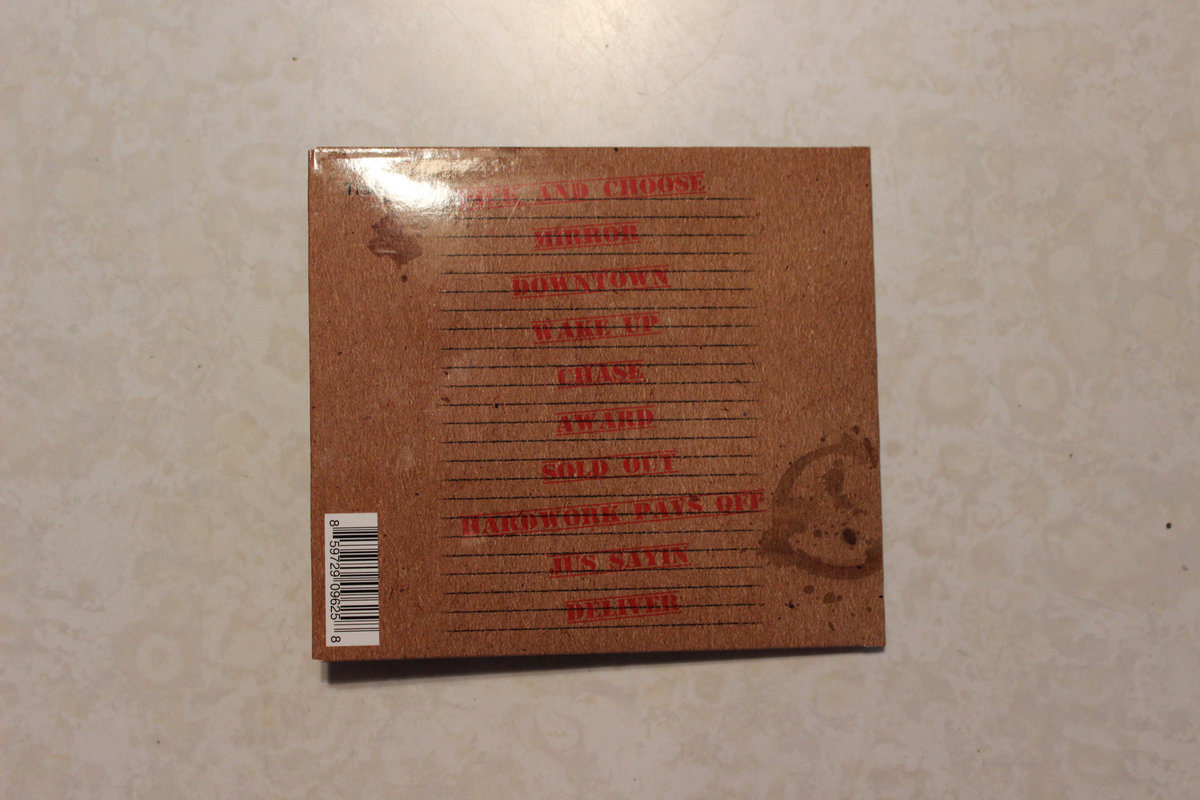 PICK AND CHOOSE
MIRROR
DOWNTOWN
WAKE UP
CHASE
AWARD
SOLD OUT
HARDWORK PAYS OFF
JUS SAYIN
DELIVER
8 59729 09625 8